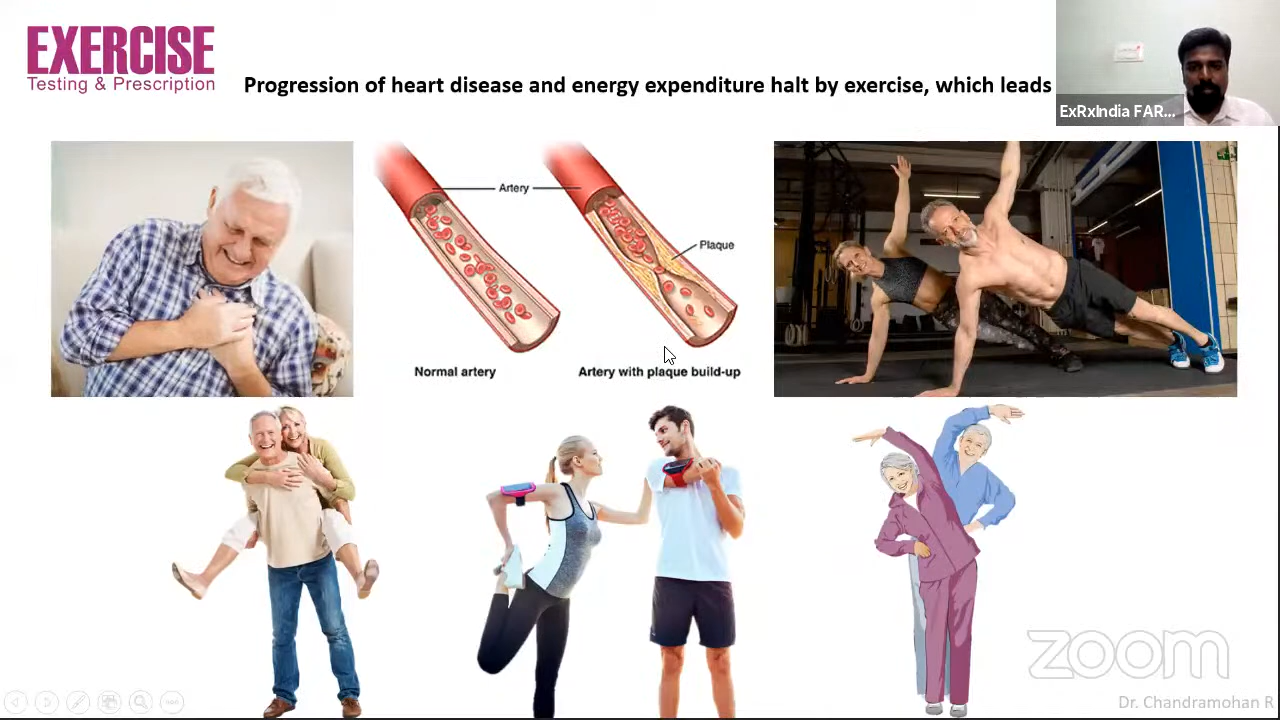 EXERCISE
Testing & Prescription
Progression of heart disease and energy expenditure halt by exercise, which leads
ExRxIndia FAR...
Artery
Plaque
Normal artery
Artery with plaque build-up
zoom
Dr. Chandramohan R